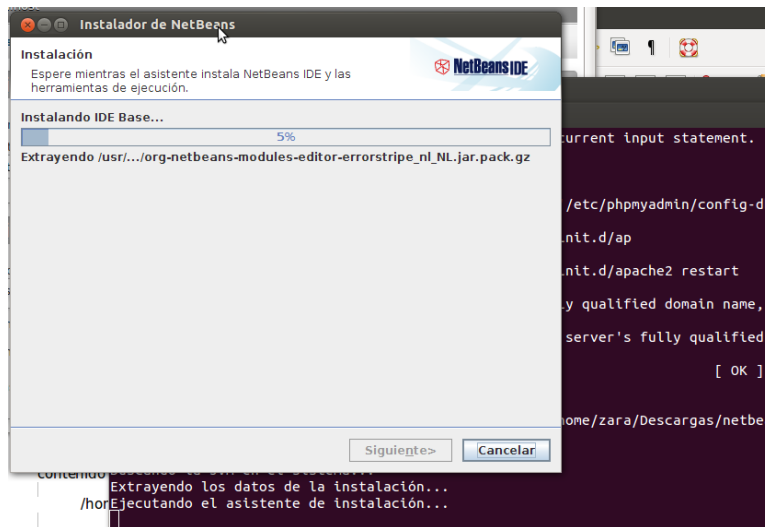 Instalador de NetBeans
Instalación
Espere mientras el asistente instala NetBeans IDE y las
herramientas de ejecución.
NetBeans IDE
Instalando IDE Base...
5%
Extrayendo /usr/.../org-netbeans-modules-editor-errorstripe_nl_NL.jar.pack.gz
Siguiente>
Cancelar
current input statement.
/etc/phpmyadmin/config-d
init.d/ap
init.d/apache2 restart
y qualified domain name,
server's fully qualified
[ OK ]
home/zara/Descargas/netbe
contenido
Extrayendo los datos de la instalación...
/hor
Ejecutando el asistente de instalación...